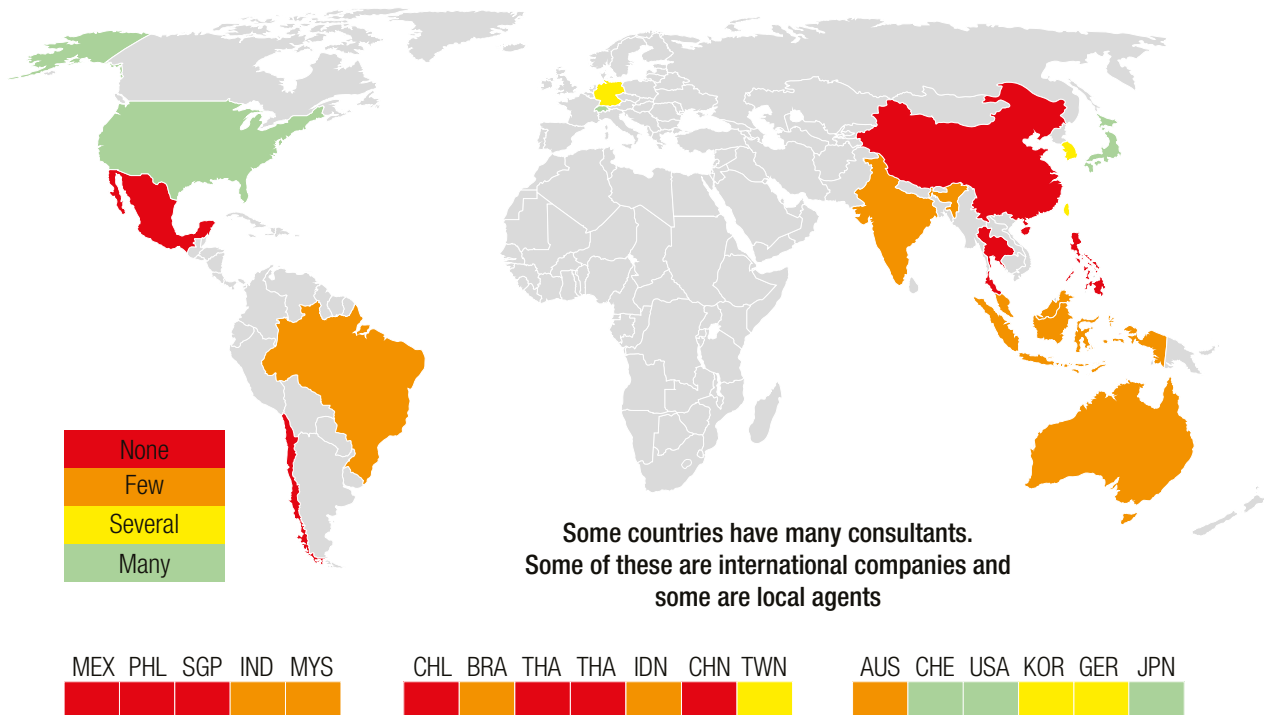 None
Few
Several
Many
Some countries have many consultants.
Some of these are international companies and
some are local agents
MEX PHL SGP IND MYS
CHL BRA THA THA IDN CHN TWN
AUS CHE USA KOR GER JPN